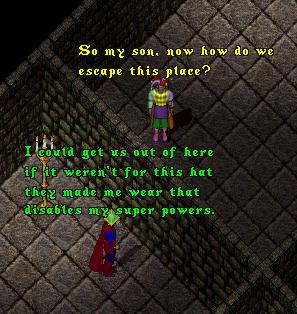 So my son, now how do we
escape this place?
I could get us out of here
if it weren't for this hat
they made me wear that
disables my super powers.